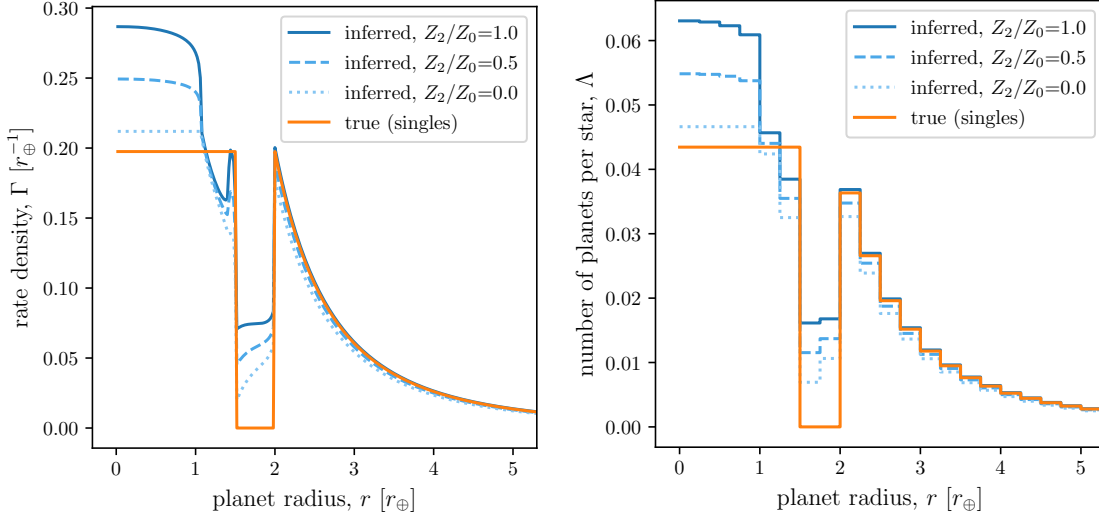 rate density, Γ [r⊕⁻¹]
0.30
0.25
0.20
0.15
0.10
0.05
0.00
0
1
2
3
4
5
planet radius, r [r⊕]
inferred, Z₂/Z₀=1.0
inferred, Z₂/Z₀=0.5
inferred, Z₂/Z₀=0.0
true (singles)
number of planets per star, Λ
0.06
0.05
0.04
0.03
0.02
0.01
0.00
0
1
2
3
4
5
planet radius, r [r⊕]
inferred, Z₂/Z₀=1.0
inferred, Z₂/Z₀=0.5
inferred, Z₂/Z₀=0.0
true (singles)